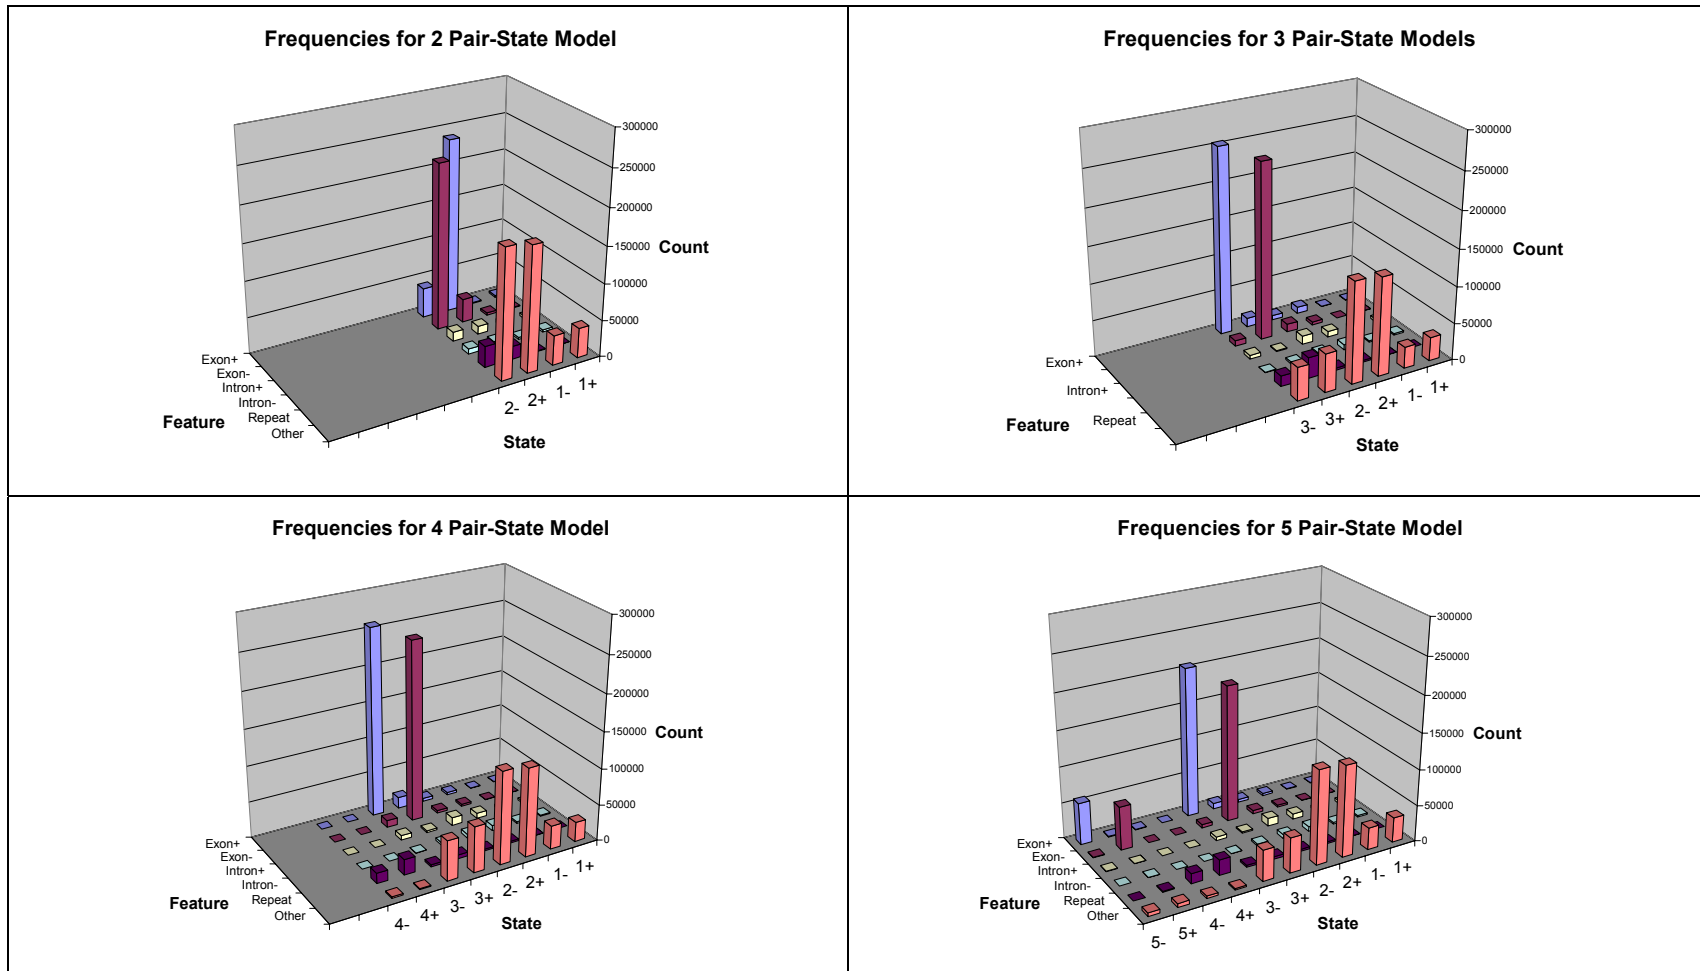 Frequencies for 2 Pair-State Model
300000
250000
200000
150000
100000
50000
0
Count
Exon+
Exon-
Intron+
Intron-
Repeat
Other
Feature
2-
2+
1-
1+
State
Frequencies for 3 Pair-State Models
300000
250000
200000
150000
100000
50000
0
Count
Exon+
Intron+
Repeat
Feature
3-
3+
2-
2+
1-
1+
State
Frequencies for 4 Pair-State Model
300000
250000
200000
150000
100000
50000
0
Count
Exon+
Exon-
Intron+
Intron-
Repeat
Other
Feature
4-
4+
3-
3+
2-
2+
1-
1+
State
Frequencies for 5 Pair-State Model
300000
250000
200000
150000
100000
50000
0
Count
Exon+
Exon-
Intron+
Intron-
Repeat
Other
Feature
5-
5+
4-
4+
3-
3+
2-
2+
1-
1+
State